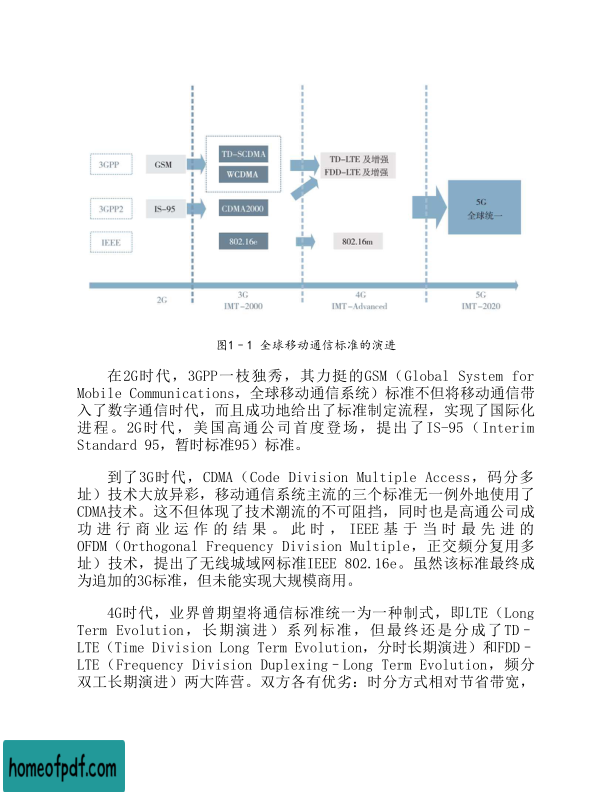 3GPP
GSM
TD-SCDMA
WCDMA
TD-LTE 及增强
FDD-LTE 及增强
3GPP2
IS-95
CDMA2000
5G
全球统一
IEEE
802.16e
802.16m
2G
3G
IMT-2000
4G
IMT-Advanced
5G
IMT-2020
图1-1 全球移动通信标准的演进
在2G时代，3GPP一枝独秀，其力挺的GSM（Global System for
Mobile Communications，全球移动通信系统）标准不但将移动通信带
入了数字通信时代，而且成功地给出了标准制定流程，实现了国际化
进程。2G时代，美国高通公司首度登场，提出了IS-95（Interim
Standard 95，暂时标准95）标准。
到了3G时代，CDMA（Code Division Multiple Access，码分多
址）技术大放异彩，移动通信系统主流的三个标准无一例外地使用了
CDMA技术。这不但体现了技术潮流的不可阻挡，同时也是高通公司成
功进行商业运作的结果。此时，IEEE基于当时最先进的
OFDM（Orthogonal Frequency Division Multiple，正交频分复用多
址）技术，提出了无线城域网标准IEEE 802.16e。虽然该标准最终成
为追加的3G标准，但未能实现大规模商用。
4G时代，业界曾期望将通信标准统一为一种制式，即LTE（Long
Term Evolution，长期演进）系列标准，但最终还是分成了TD-
LTE（Time Division Long Term Evolution，分时长期演进）和FDD-
LTE（Frequency Division Duplexing-Long Term Evolution，频分
双工长期演进）两大阵营。双方各有优劣：时分方式相对节省带宽，
homeofpdf.com